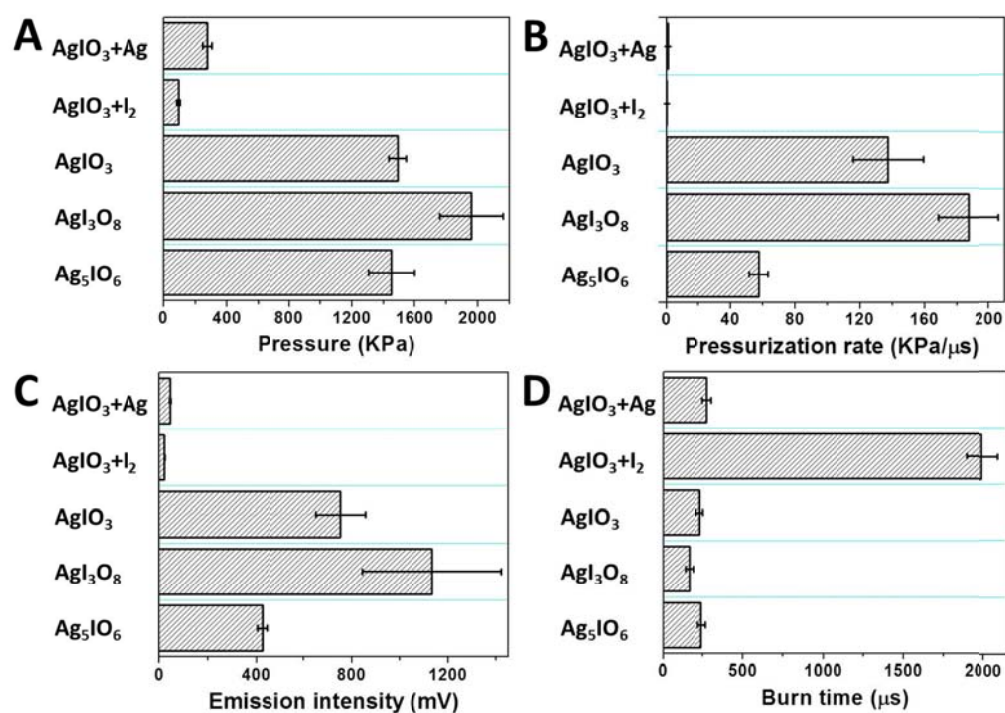 A
AgIO₃+Ag
AgIO₃+I₂
AgIO₃
AgI₃O₈
Ag₅IO₆
0 400 800 1200 1600 2000
Pressure (KPa)
B
AgIO₃+Ag
AgIO₃+I₂
AgIO₃
AgI₃O₈
Ag₅IO₆
0 40 80 120 160 200
Pressurization rate (KPa/μs)
C
AgIO₃+Ag
AgIO₃+I₂
AgIO₃
AgI₃O₈
Ag₅IO₆
0 400 800 1200
Emission intensity (mV)
D
AgIO₃+Ag
AgIO₃+I₂
AgIO₃
AgI₃O₈
Ag₅IO₆
0 500 1000 1500 2000
Burn time (μs)